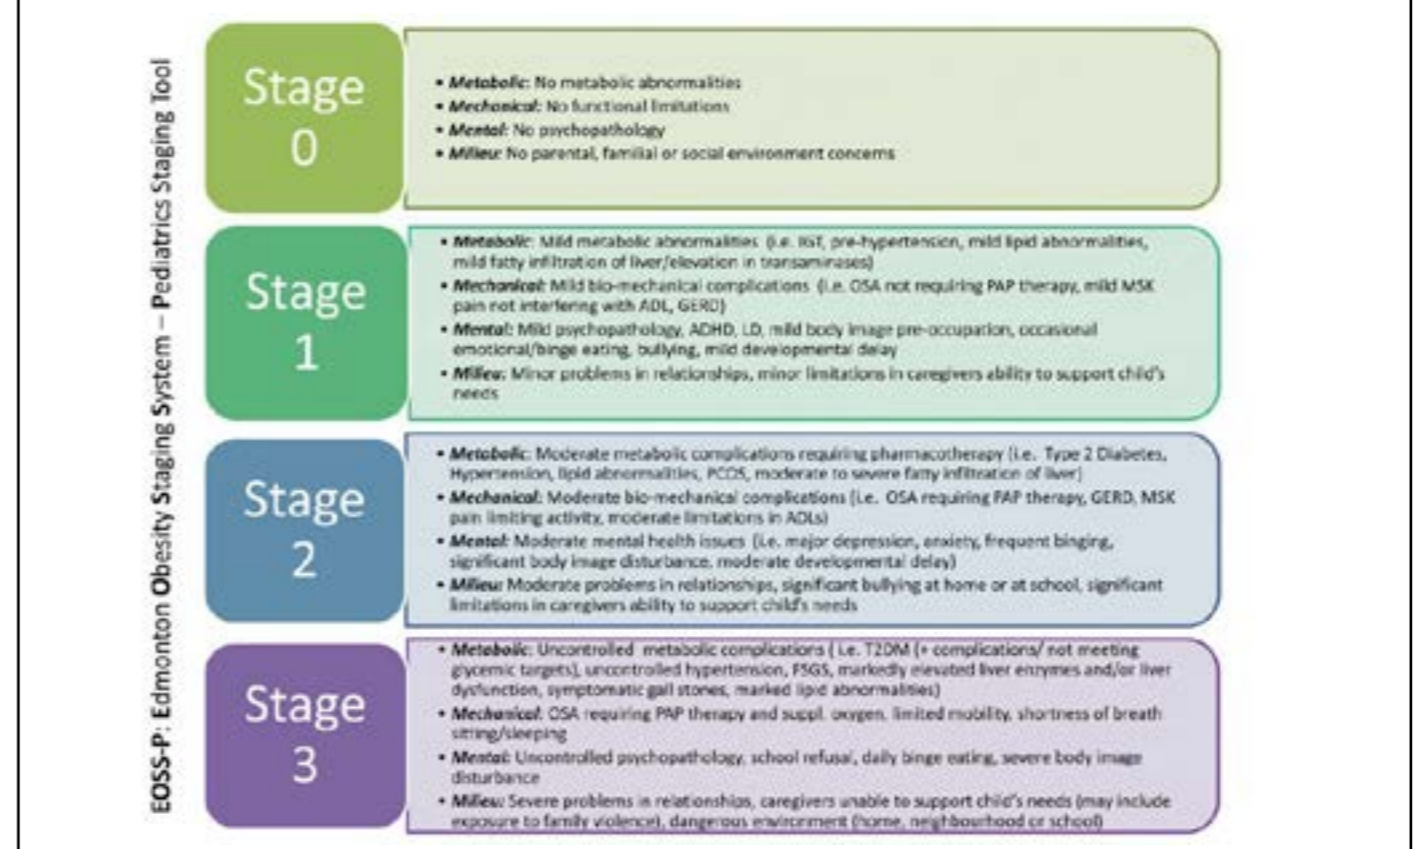 EOSS-P: Edmonton Obesity Staging System – Pediatrics Staging Tool
Stage
0
• Metabolic: No metabolic abnormalities
• Mechanical: No functional limitations
• Mental: No psychopathology
• Milieu: No parental, familial or social environment concerns
Stage
1
• Metabolic: Mild metabolic abnormalities (i.e. IGT, pre-hypertension, mild lipid abnormalities,
mild fatty infiltration of liver/elevation in transaminases)
• Mechanical: Mild bio-mechanical complications (i.e. OSA not requiring PAP therapy, mild MSK
pain not interfering with ADL, GERD)
• Mental: Mild psychopathology, ADHD, LD, mild body image pre-occupation, occasional
emotional/binge eating, bullying, mild developmental delay
• Milieu: Minor problems in relationships, minor limitations in caregivers ability to support child's
needs
Stage
2
• Metabolic: Moderate metabolic complications requiring pharmacotherapy (i.e. Type 2 Diabetes,
Hypertension, lipid abnormalities, PCOS, moderate to severe fatty infiltration of liver)
• Mechanical: Moderate bio-mechanical complications (i.e. OSA requiring PAP therapy, GERD, MSK
pain limiting activity, moderate limitations in ADLs)
• Mental: Moderate mental health issues (i.e. major depression, anxiety, frequent binging,
significant body image disturbance, moderate developmental delay)
• Milieu: Moderate problems in relationships, significant bullying at home or at school, significant
limitations in caregivers ability to support child's needs
Stage
3
• Metabolic: Uncontrolled metabolic complications ( i.e. T2DM (+ complications/ not meeting
glycemic targets), uncontrolled hypertension, FSGS, markedly elevated liver enzymes and/or liver
dysfunction, symptomatic gall stones, marked lipid abnormalities)
• Mechanical: OSA requiring PAP therapy and suppl. oxygen, limited mobility, shortness of breath
sitting/sleeping
• Mental: Uncontrolled psychopathology, school refusal, daily binge eating, severe body image
disturbance
• Milieu: Severe problems in relationships, caregivers unable to support child's needs (may include
exposure to family violence), dangerous environment (home, neighbourhood or school)